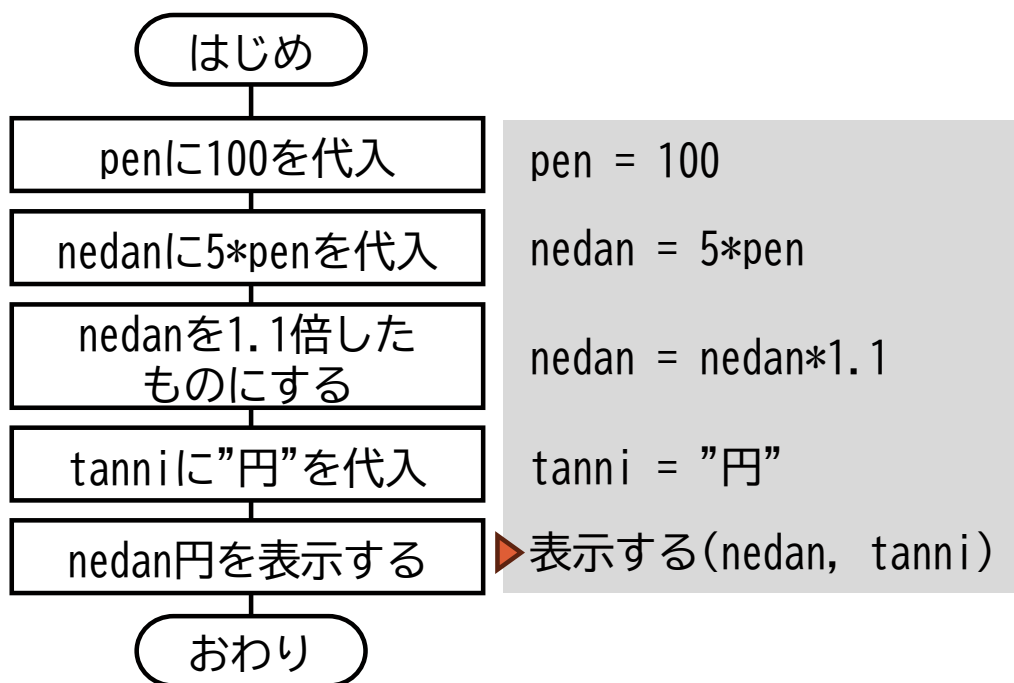 はじめ
penに100を代入
pen = 100
nedanに5*penを代入
nedan = 5*pen
nedanを1.1倍した
ものにする
nedan = nedan*1.1
tanniに”円”を代入
tanni = ”円”
nedan円を表示する
表示する(nedan, tanni)
おわり